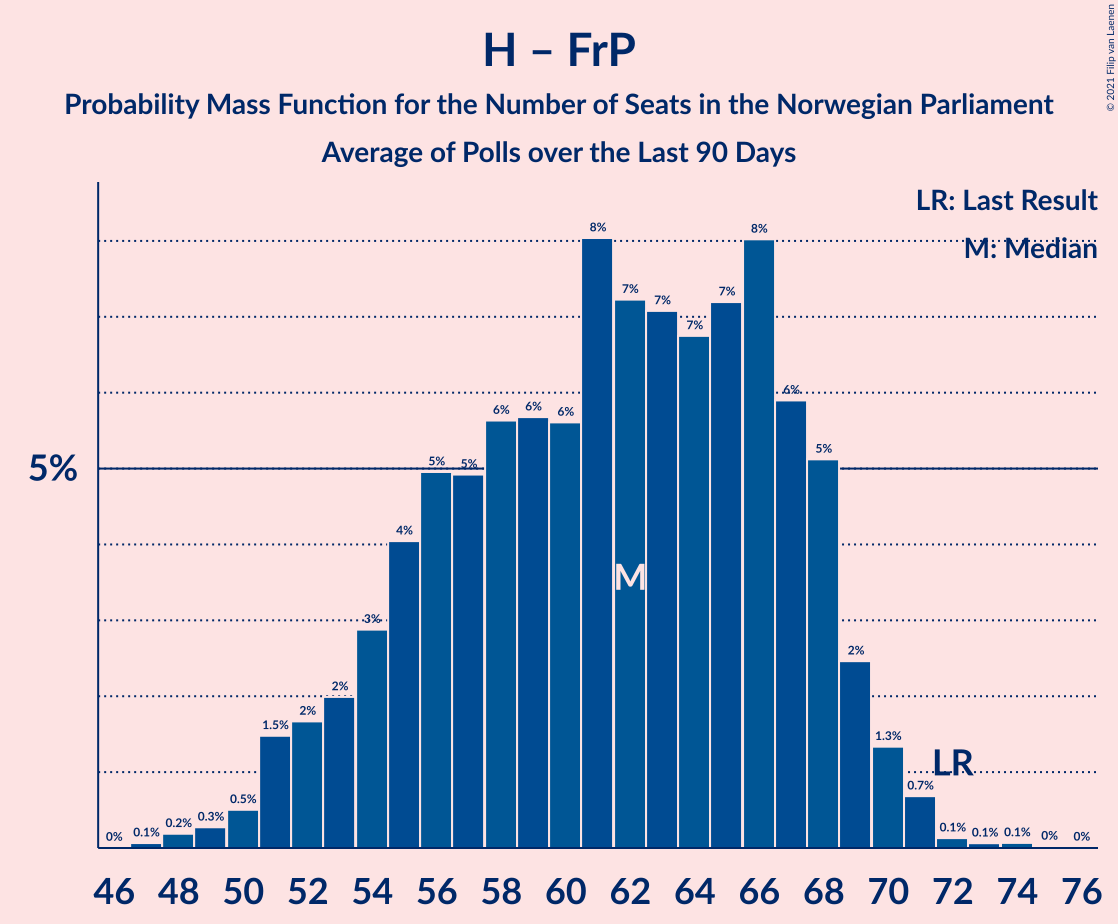 H – FrP
Probability Mass Function for the Number of Seats in the Norwegian Parliament
Average of Polls over the Last 90 Days
© 2021 Filip van Laenen
LR: Last Result
M: Median
5%
0% 0.1% 0.2% 0.3% 0.5% 1.5% 2% 2% 3% 4% 5% 5% 6% 6% 6% 8% 7% 7% 7% 7% 8% 6% 5% 2% 1.3% 0.7% 0.1% 0.1% 0.1% 0% 0%
M
LR
46 48 50 52 54 56 58 60 62 64 66 68 70 72 74 76